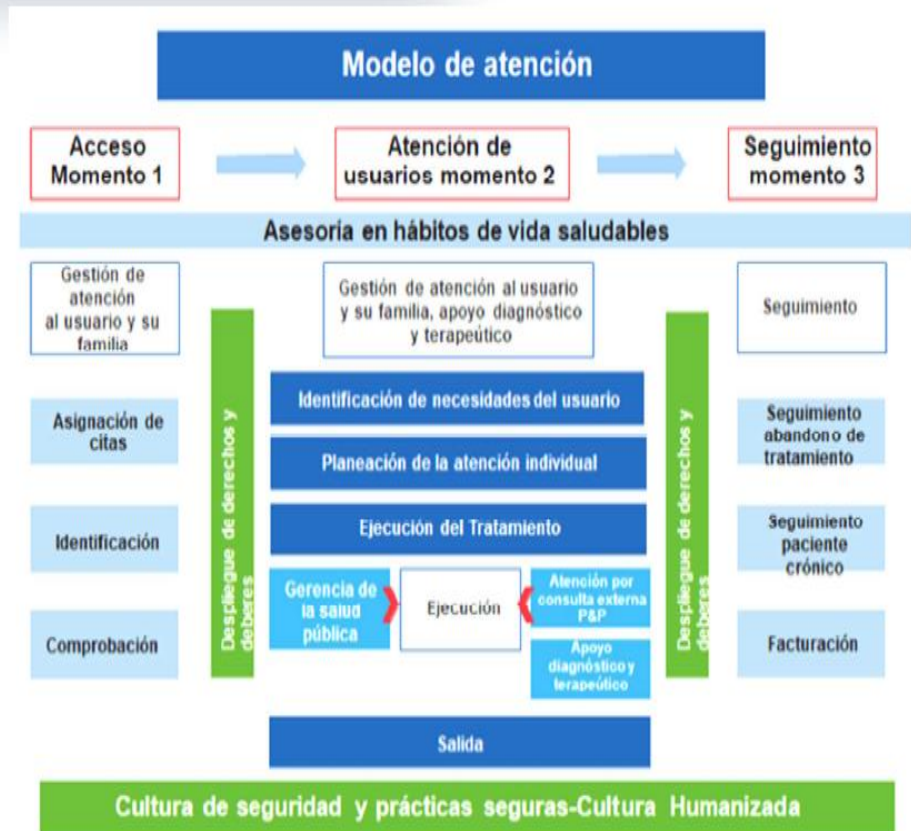 Modelo de atención
Acceso
Momento 1
Atención de
usuarios momento 2
Seguimiento
momento 3
Asesoría en hábitos de vida saludables
Gestión de
atención
al usuario y su
familia
Asignación de
citas
Identificación
Comprobación
Despliegue de derechos y
deberes
Gestión de atención al usuario
y su familia, apoyo diagnóstico
y terapeútico
Identificación de necesidades del usuario
Planeación de la atención individual
Ejecución del Tratamiento
Gerencia de
la salud
pública
Ejecución
Atención por
consulta externa
P&P
Apoyo
diagnóstico y
terapeútico
Salida
Despliegue de derechos y
deberes
Seguimiento
Seguimiento
abandono de
tratamiento
Seguimiento
paciente
crónico
Facturación
Cultura de seguridad y prácticas seguras-Cultura Humanizada